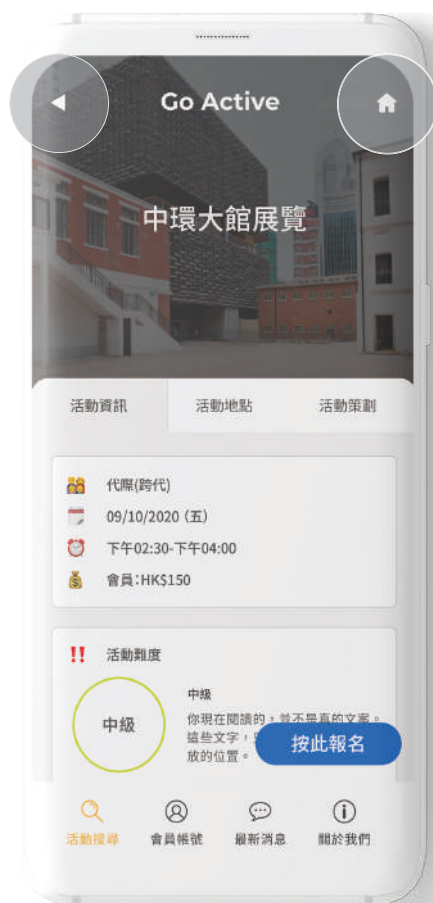 Go Active
中環大館展覽
活動資訊
活動地點
活動策劃
代際(跨代)
09/10/2020 (五)
下午02:30-下午04:00
會員:HK$150
活動難度
中級
中級
你現在閱讀的,並不是真的文案。
這些文字,
放的位置。
按此報名
活動搜尋
會員帳號
最新消息
關於我們